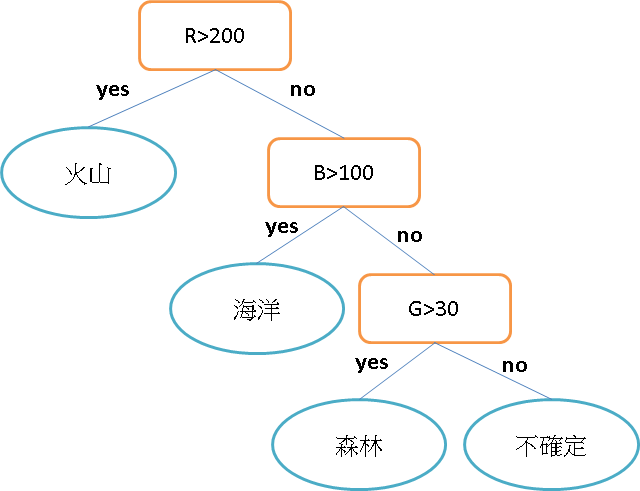 R>200
yes
no
火山
B>100
yes
no
海洋
G>30
yes
no
森林
不確定